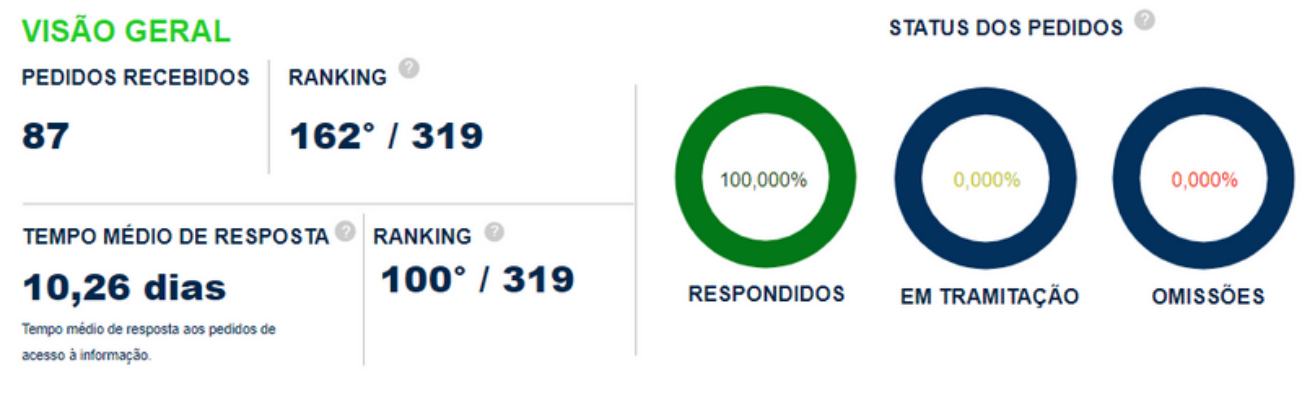 VISÃO GERAL
PEDIDOS RECEBIDOS
87
RANKING ?
162° / 319
TEMPO MÉDIO DE RESPOSTA ?
10,26 dias
Tempo médio de resposta aos pedidos de
acesso à informação.
RANKING ?
100° / 319
STATUS DOS PEDIDOS ?
100,000%
RESPONDIDOS
0,000%
EM TRAMITAÇÃO
0,000%
OMISSÕES